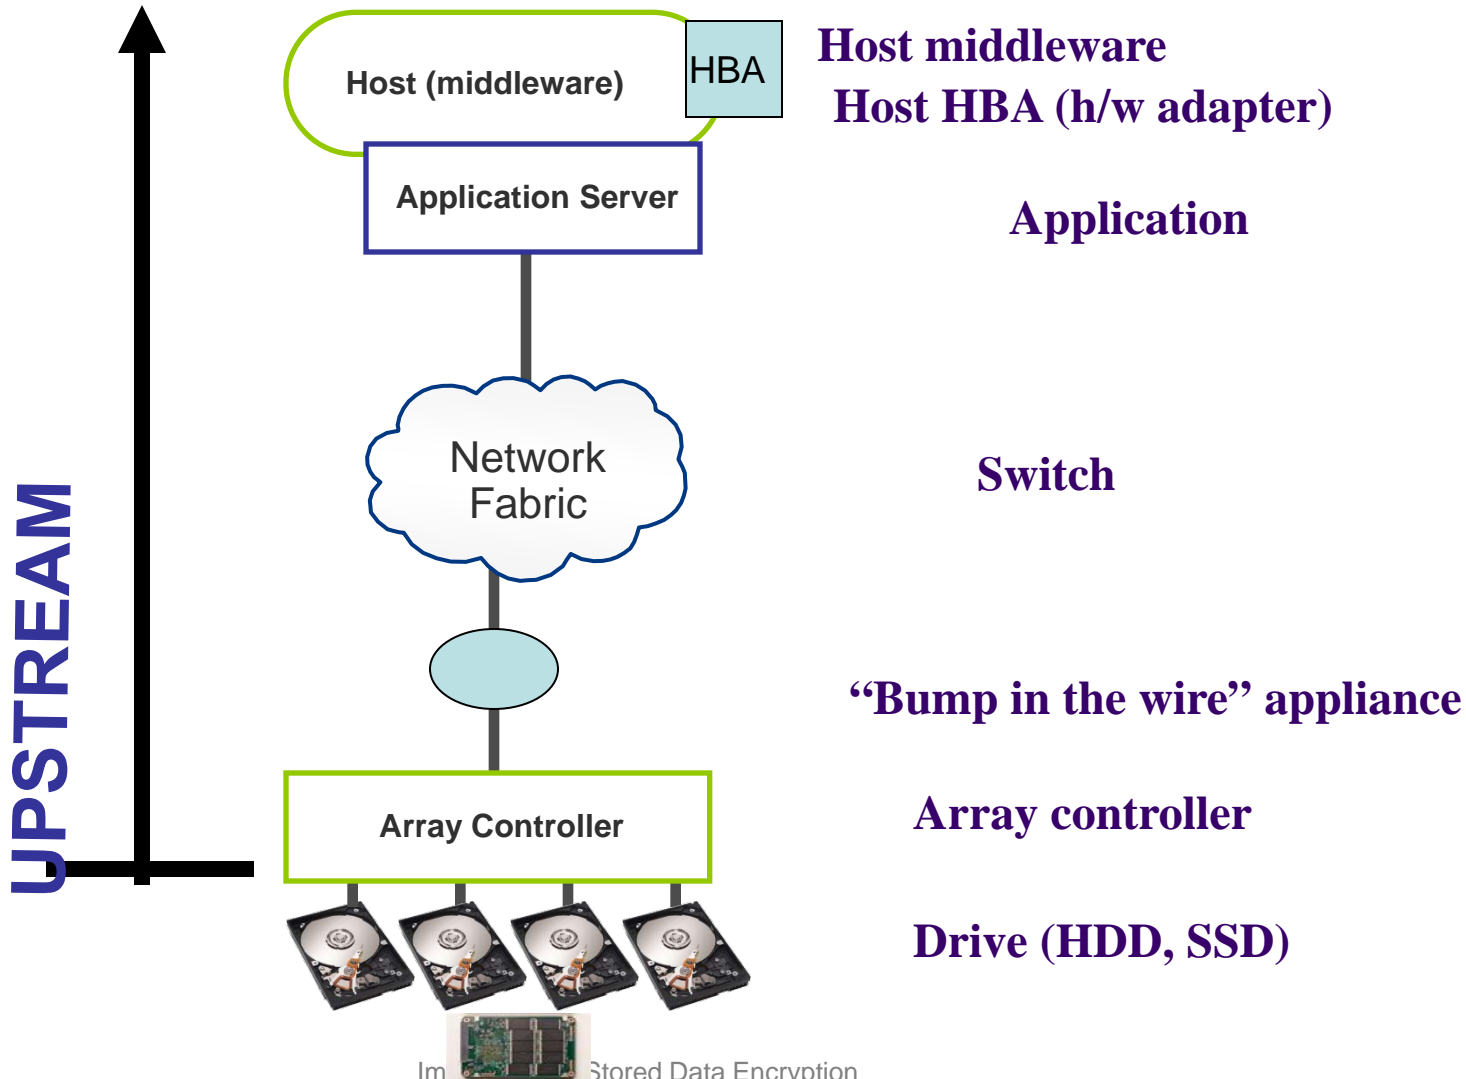 Host (middleware)
HBA
Host middleware
Host HBA (h/w adapter)
Application Server
Application
Network
Fabric
Switch
UPSTREAM
“Bump in the wire” appliance
Array Controller
Array controller
Drive (HDD, SSD)
Stored Data Encryption